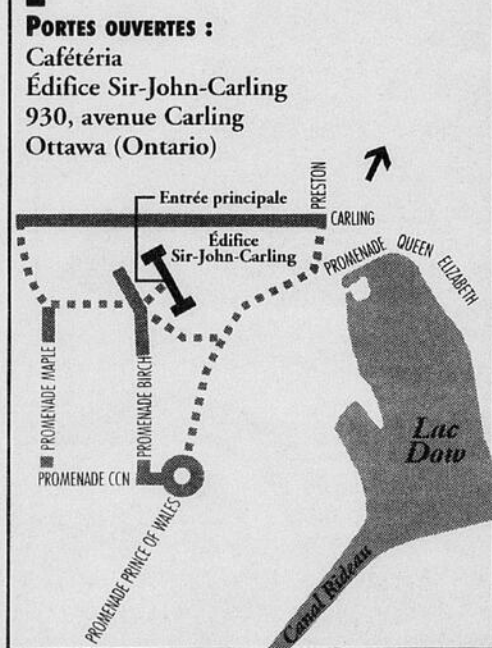 PORTES OUVERTES :
Cafétéria
Édifice Sir-John-Carling
930, avenue Carling
Ottawa (Ontario)
PRESTON
Entrée principale
CARLING
Édifice
Sir-John-Carling
PROMENADE QUEEN ELIZABETH
PROMENADE MAPLE
PROMENADE BIRCH
Lac
Dow
PROMENADE CCN
PROMENADE PRINCE OF WALES
Canal Rideau